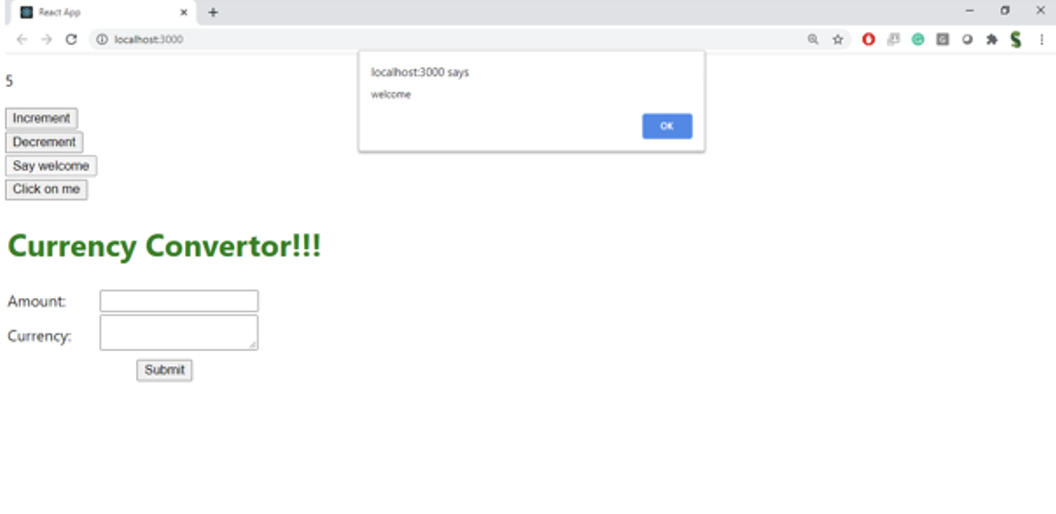 React App
localhost:3000
localhost:3000 says
welcome
OK
5
Increment
Decrement
Say welcome
Click on me
Currency Convertor!!!
Amount:
Currency:
Submit